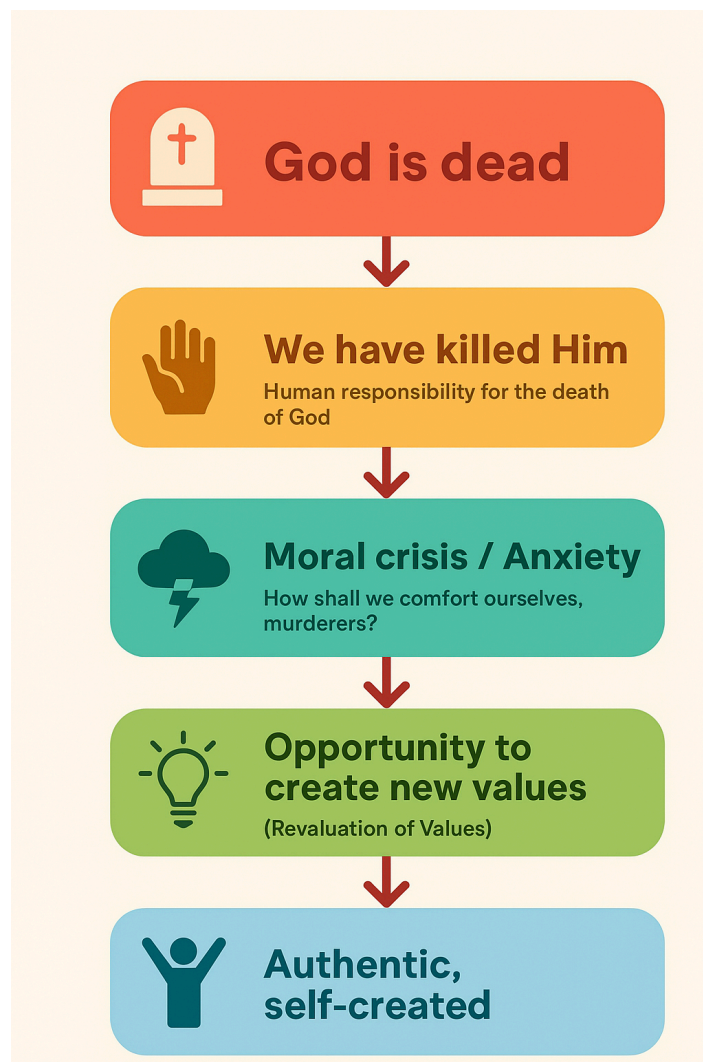 God is dead
We have killed Him
Human responsibility for the death
of God
Moral crisis / Anxiety
How shall we comfort ourselves,
murderers?
Opportunity to
create new values
(Revaluation of Values)
Authentic,
self-created